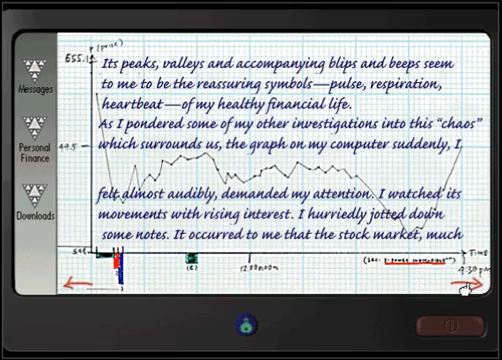 P (price)
655.1
Its peaks, valleys and accompanying blips and beeps seem
to me to be the reassuring symbols—pulse, respiration,
heartbeat—of my healthy financial life.
As I pondered some of my other investigations into this “chaos”
which surrounds us, the graph on my computer suddenly, I
felt almost audibly, demanded my attention. I watched its
movements with rising interest. I hurriedly jotted down
some notes. It occurred to me that the stock market, much
Messages
Personal
Finance
Downloads
12:00noon
TIME
4:30 pm